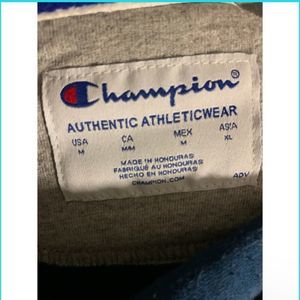 Champion®
AUTHENTIC ATHLETICWEAR
USA CA MEX ASIA
M M/M M XL
MADE IN HONDURAS
FABRIQUÉ AU HONDURAS
HECHO EN HONDURAS
CHAMPION.COM
ADV